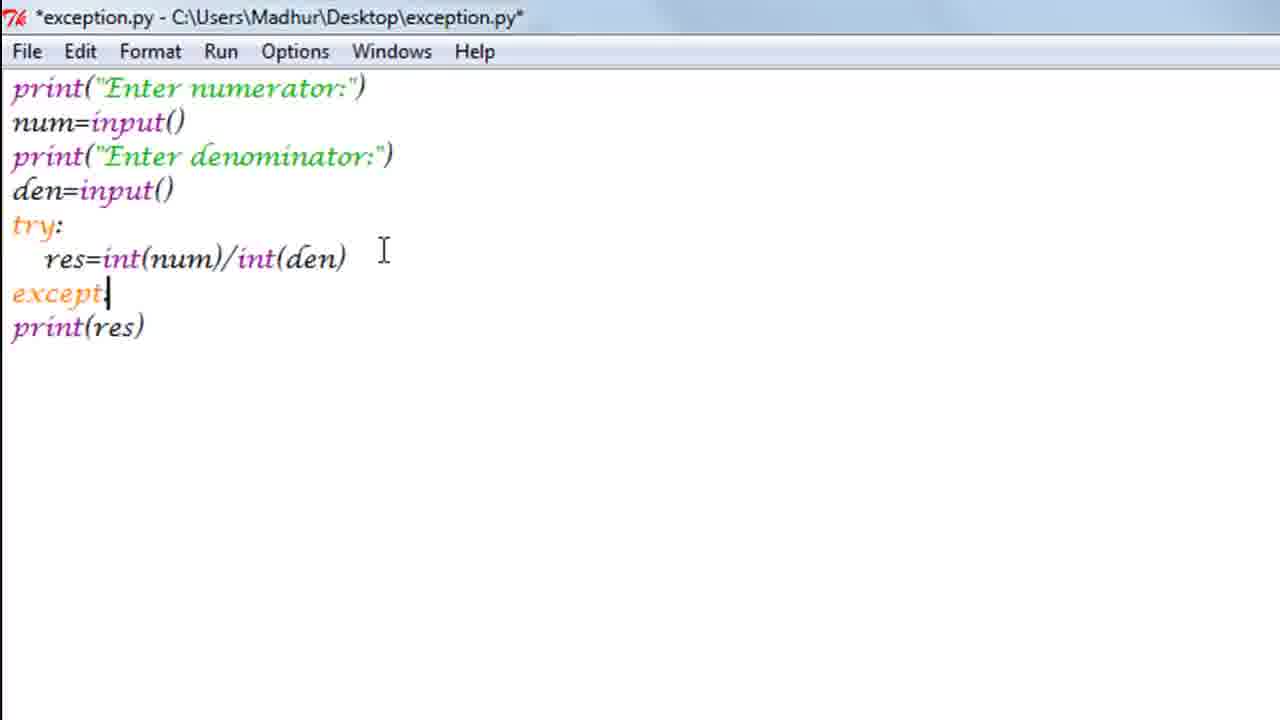 *exception.py - C:\Users\Madhur\Desktop\exception.py*
File Edit Format Run Options Windows Help
print("Enter numerator:")
num=input()
print("Enter denominator:")
den=input()
try:
    res=int(num)/int(den)
except:
print(res)